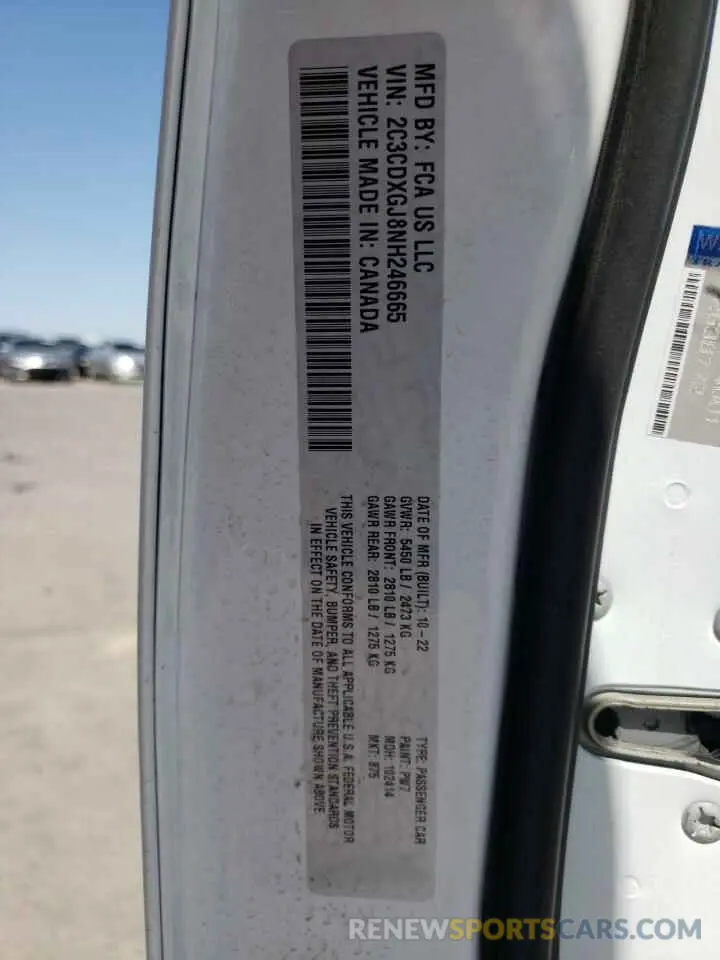 MFD BY: FCA US LLC
VIN: 2C3CDXGJ8NH246665
VEHICLE MADE IN: CANADA
DATE OF MFR (BUILT): 10-22
GVWR: 5450 LB / 2473 KG
GAWR FRONT: 2810 LB / 1275 KG
GAWR REAR: 2810 LB / 1275 KG
TYPE: PASSENGER CAR
PAINT: PW7
MDH: 102414
MKT: 875
THIS VEHICLE CONFORMS TO ALL APPLICABLE U.S.A. FEDERAL MOTOR
VEHICLE SAFETY, BUMPER, AND THEFT PREVENTION STANDARDS
IN EFFECT ON THE DATE OF MANUFACTURE SHOWN ABOVE.
RENEWSPORTSCARS.COM